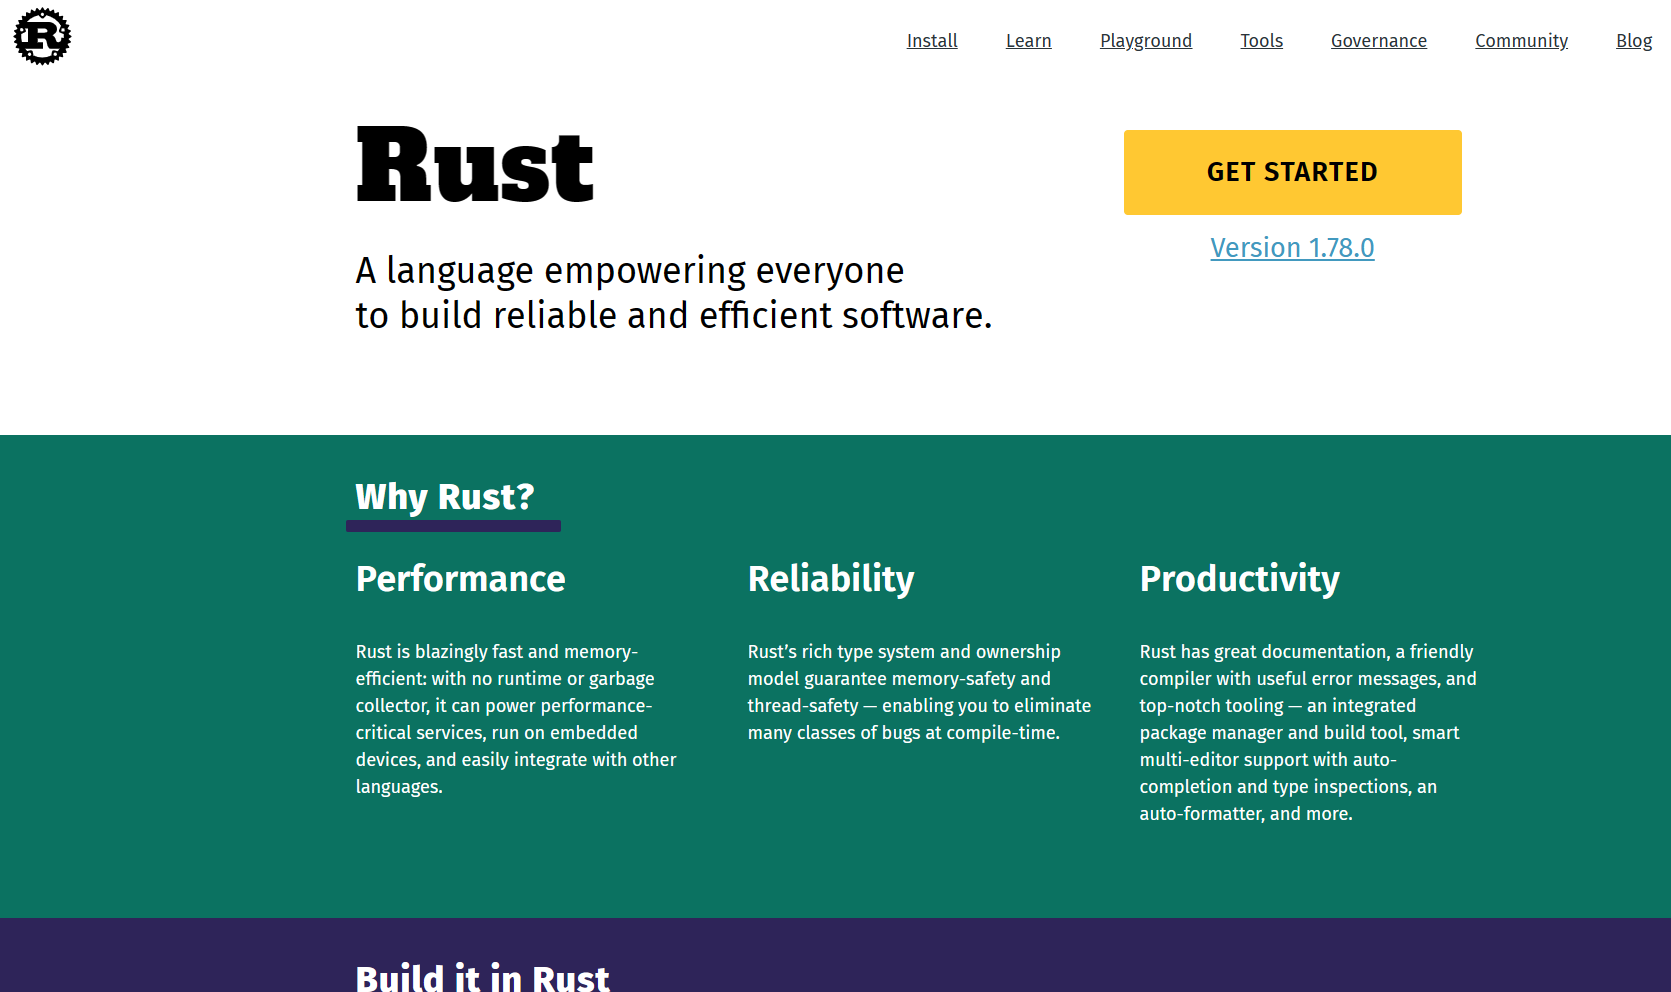 R
Install Learn Playground Tools Governance Community Blog
Rust
GET STARTED
Version 1.78.0
A language empowering everyone
to build reliable and efficient software.
Why Rust?
Performance
Rust is blazingly fast and memory-
efficient: with no runtime or garbage
collector, it can power performance-
critical services, run on embedded
devices, and easily integrate with other
languages.
Reliability
Rust’s rich type system and ownership
model guarantee memory-safety and
thread-safety — enabling you to eliminate
many classes of bugs at compile-time.
Productivity
Rust has great documentation, a friendly
compiler with useful error messages, and
top-notch tooling — an integrated
package manager and build tool, smart
multi-editor support with auto-
completion and type inspections, an
auto-formatter, and more.
Build it in Rust